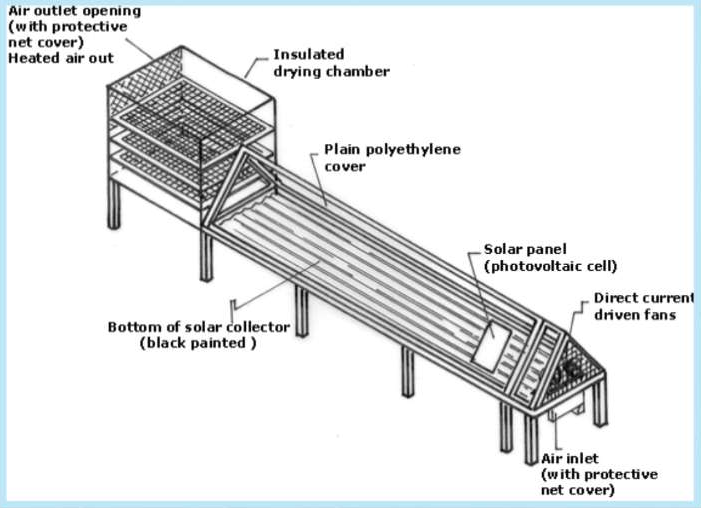 Air outlet opening
(with protective
net cover)
Heated air out
Insulated
drying chamber
Plain polyethylene
cover
Solar panel
(photovoltaic cell)
Direct current
driven fans
Bottom of solar collector
(black painted )
Air inlet
(with protective
net cover)